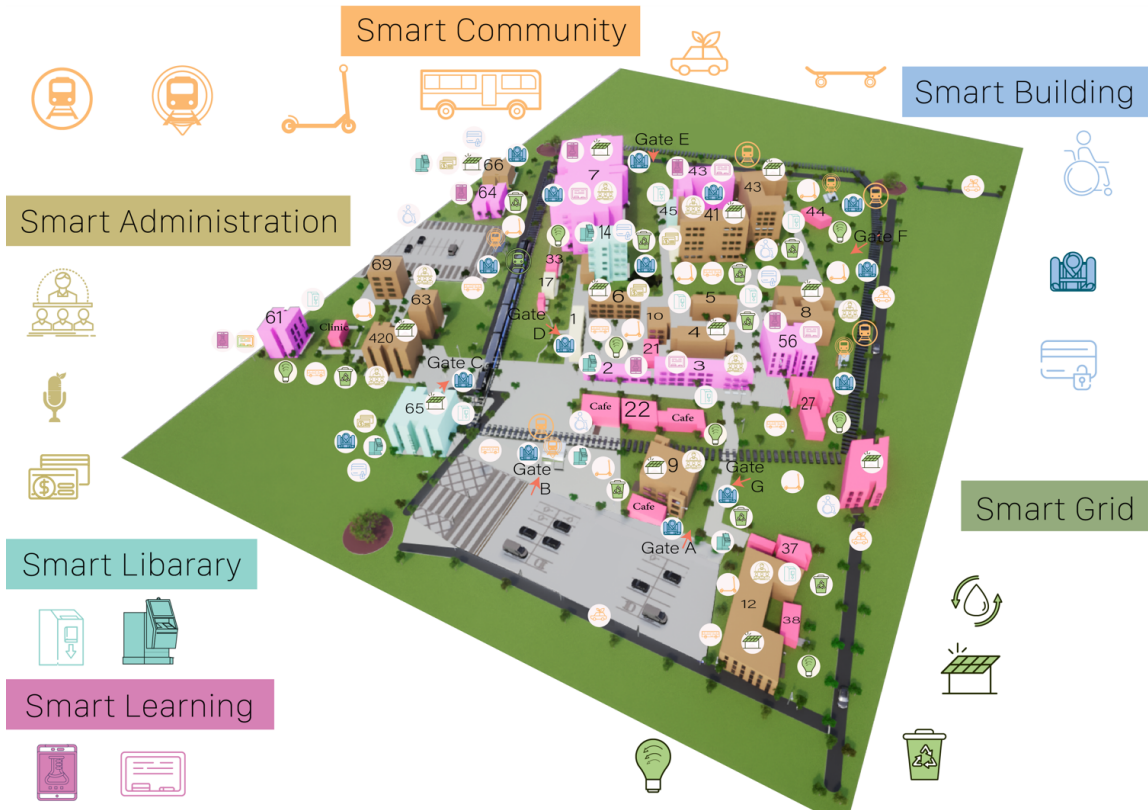 Smart Community
Smart Building
Gate E
66
7
43
43
64
Smart Administration
45
41
44
14
Gate F
33
69
17
63
6
5
8
61
Clinic
Gate
D
1
10
4
56
420
21
Gate C
2
3
65
Cafe
22
Cafe
27
9
Gate
B
Gate
G
Cafe
Smart Grid
Gate A
37
Smart Libarary
12
38
Smart Learning